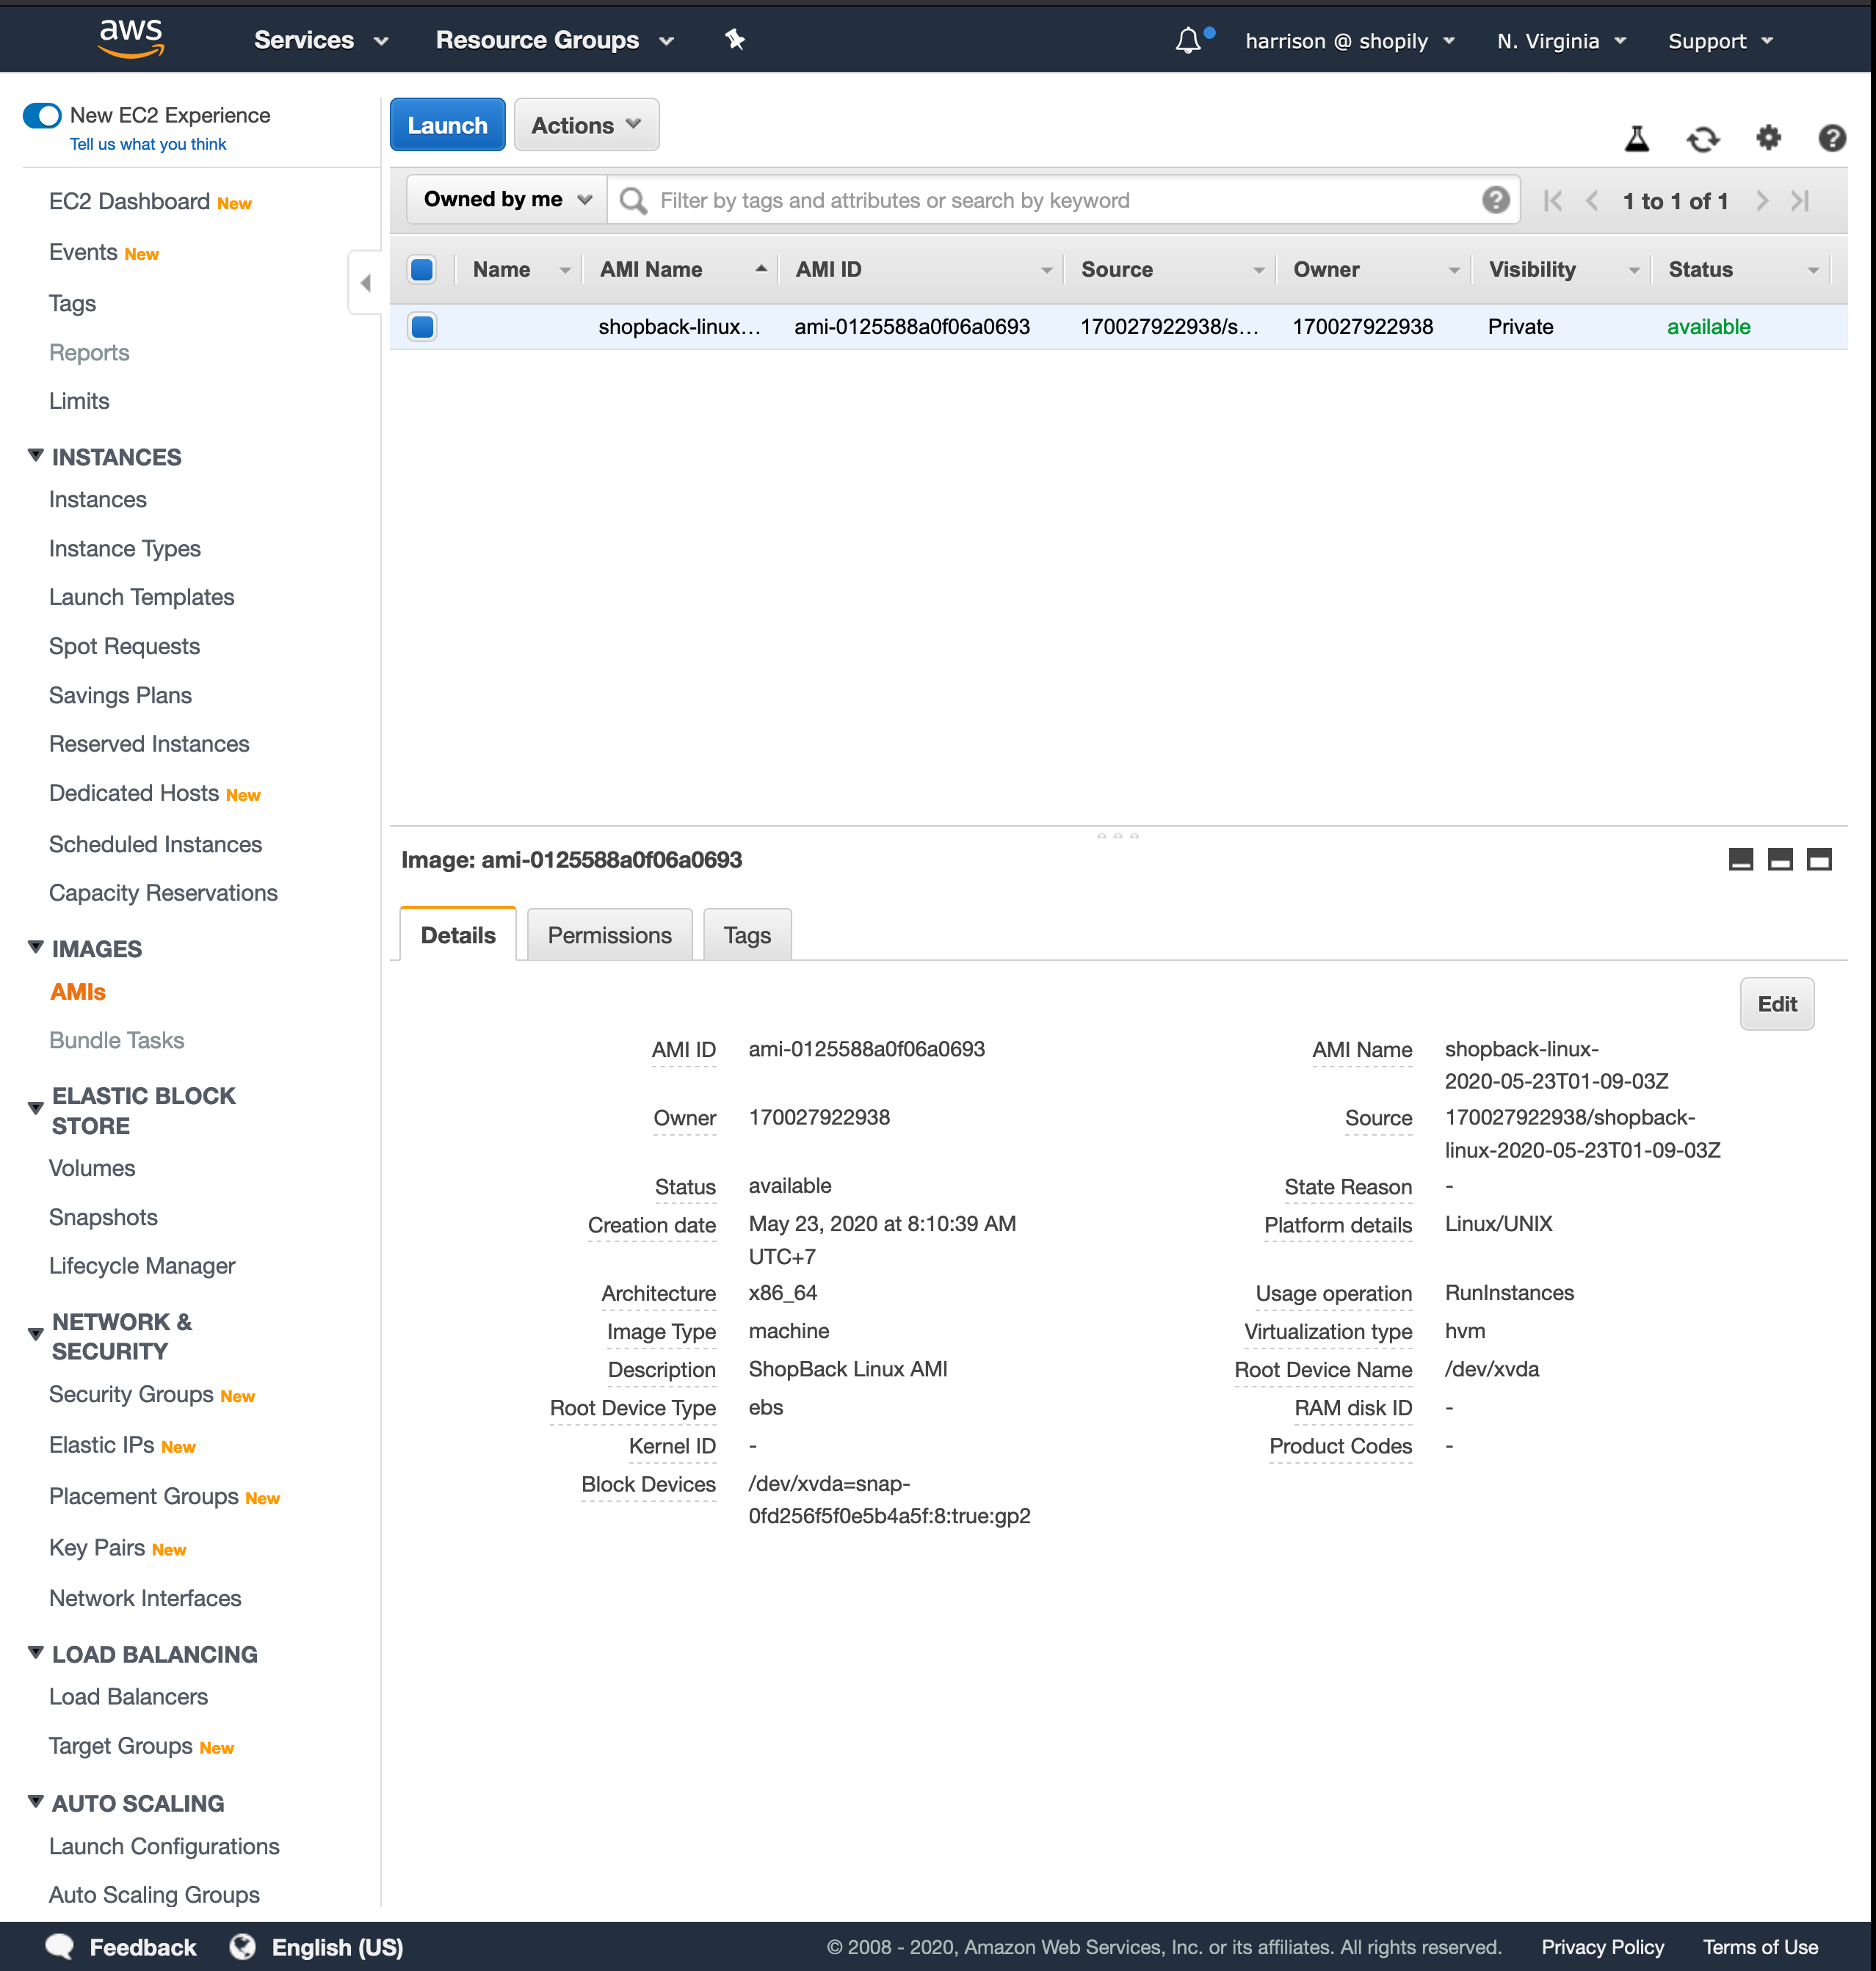 aws Services Resource Groups harrison @ shopily N. Virginia Support
New EC2 Experience
Tell us what you think
EC2 Dashboard New
Events New
Tags
Reports
Limits
INSTANCES
Instances
Instance Types
Launch Templates
Spot Requests
Savings Plans
Reserved Instances
Dedicated Hosts New
Scheduled Instances
Capacity Reservations
IMAGES
AMIs
Bundle Tasks
ELASTIC BLOCK
STORE
Volumes
Snapshots
Lifecycle Manager
NETWORK &
SECURITY
Security Groups New
Elastic IPs New
Placement Groups New
Key Pairs New
Network Interfaces
LOAD BALANCING
Load Balancers
Target Groups New
AUTO SCALING
Launch Configurations
Auto Scaling Groups
Launch Actions
Owned by me Filter by tags and attributes or search by keyword 1 to 1 of 1
Name AMI Name AMI ID Source Owner Visibility Status
shopback-linux... ami-0125588a0f06a0693 170027922938/s... 170027922938 Private available
Image: ami-0125588a0f06a0693
Details Permissions Tags
Edit
AMI ID ami-0125588a0f06a0693
AMI Name shopback-linux-
2020-05-23T01-09-03Z
Owner 170027922938
Source 170027922938/shopback-
linux-2020-05-23T01-09-03Z
Status available
State Reason -
Creation date May 23, 2020 at 8:10:39 AM
UTC+7
Platform details Linux/UNIX
Architecture x86_64
Usage operation RunInstances
Image Type machine
Virtualization type hvm
Description ShopBack Linux AMI
Root Device Name /dev/xvda
Root Device Type ebs
RAM disk ID -
Kernel ID -
Product Codes -
Block Devices /dev/xvda=snap-
0fd256f5f0e5b4a5f:8:true:gp2
Feedback English (US) © 2008 - 2020, Amazon Web Services, Inc. or its affiliates. All rights reserved. Privacy Policy Terms of Use